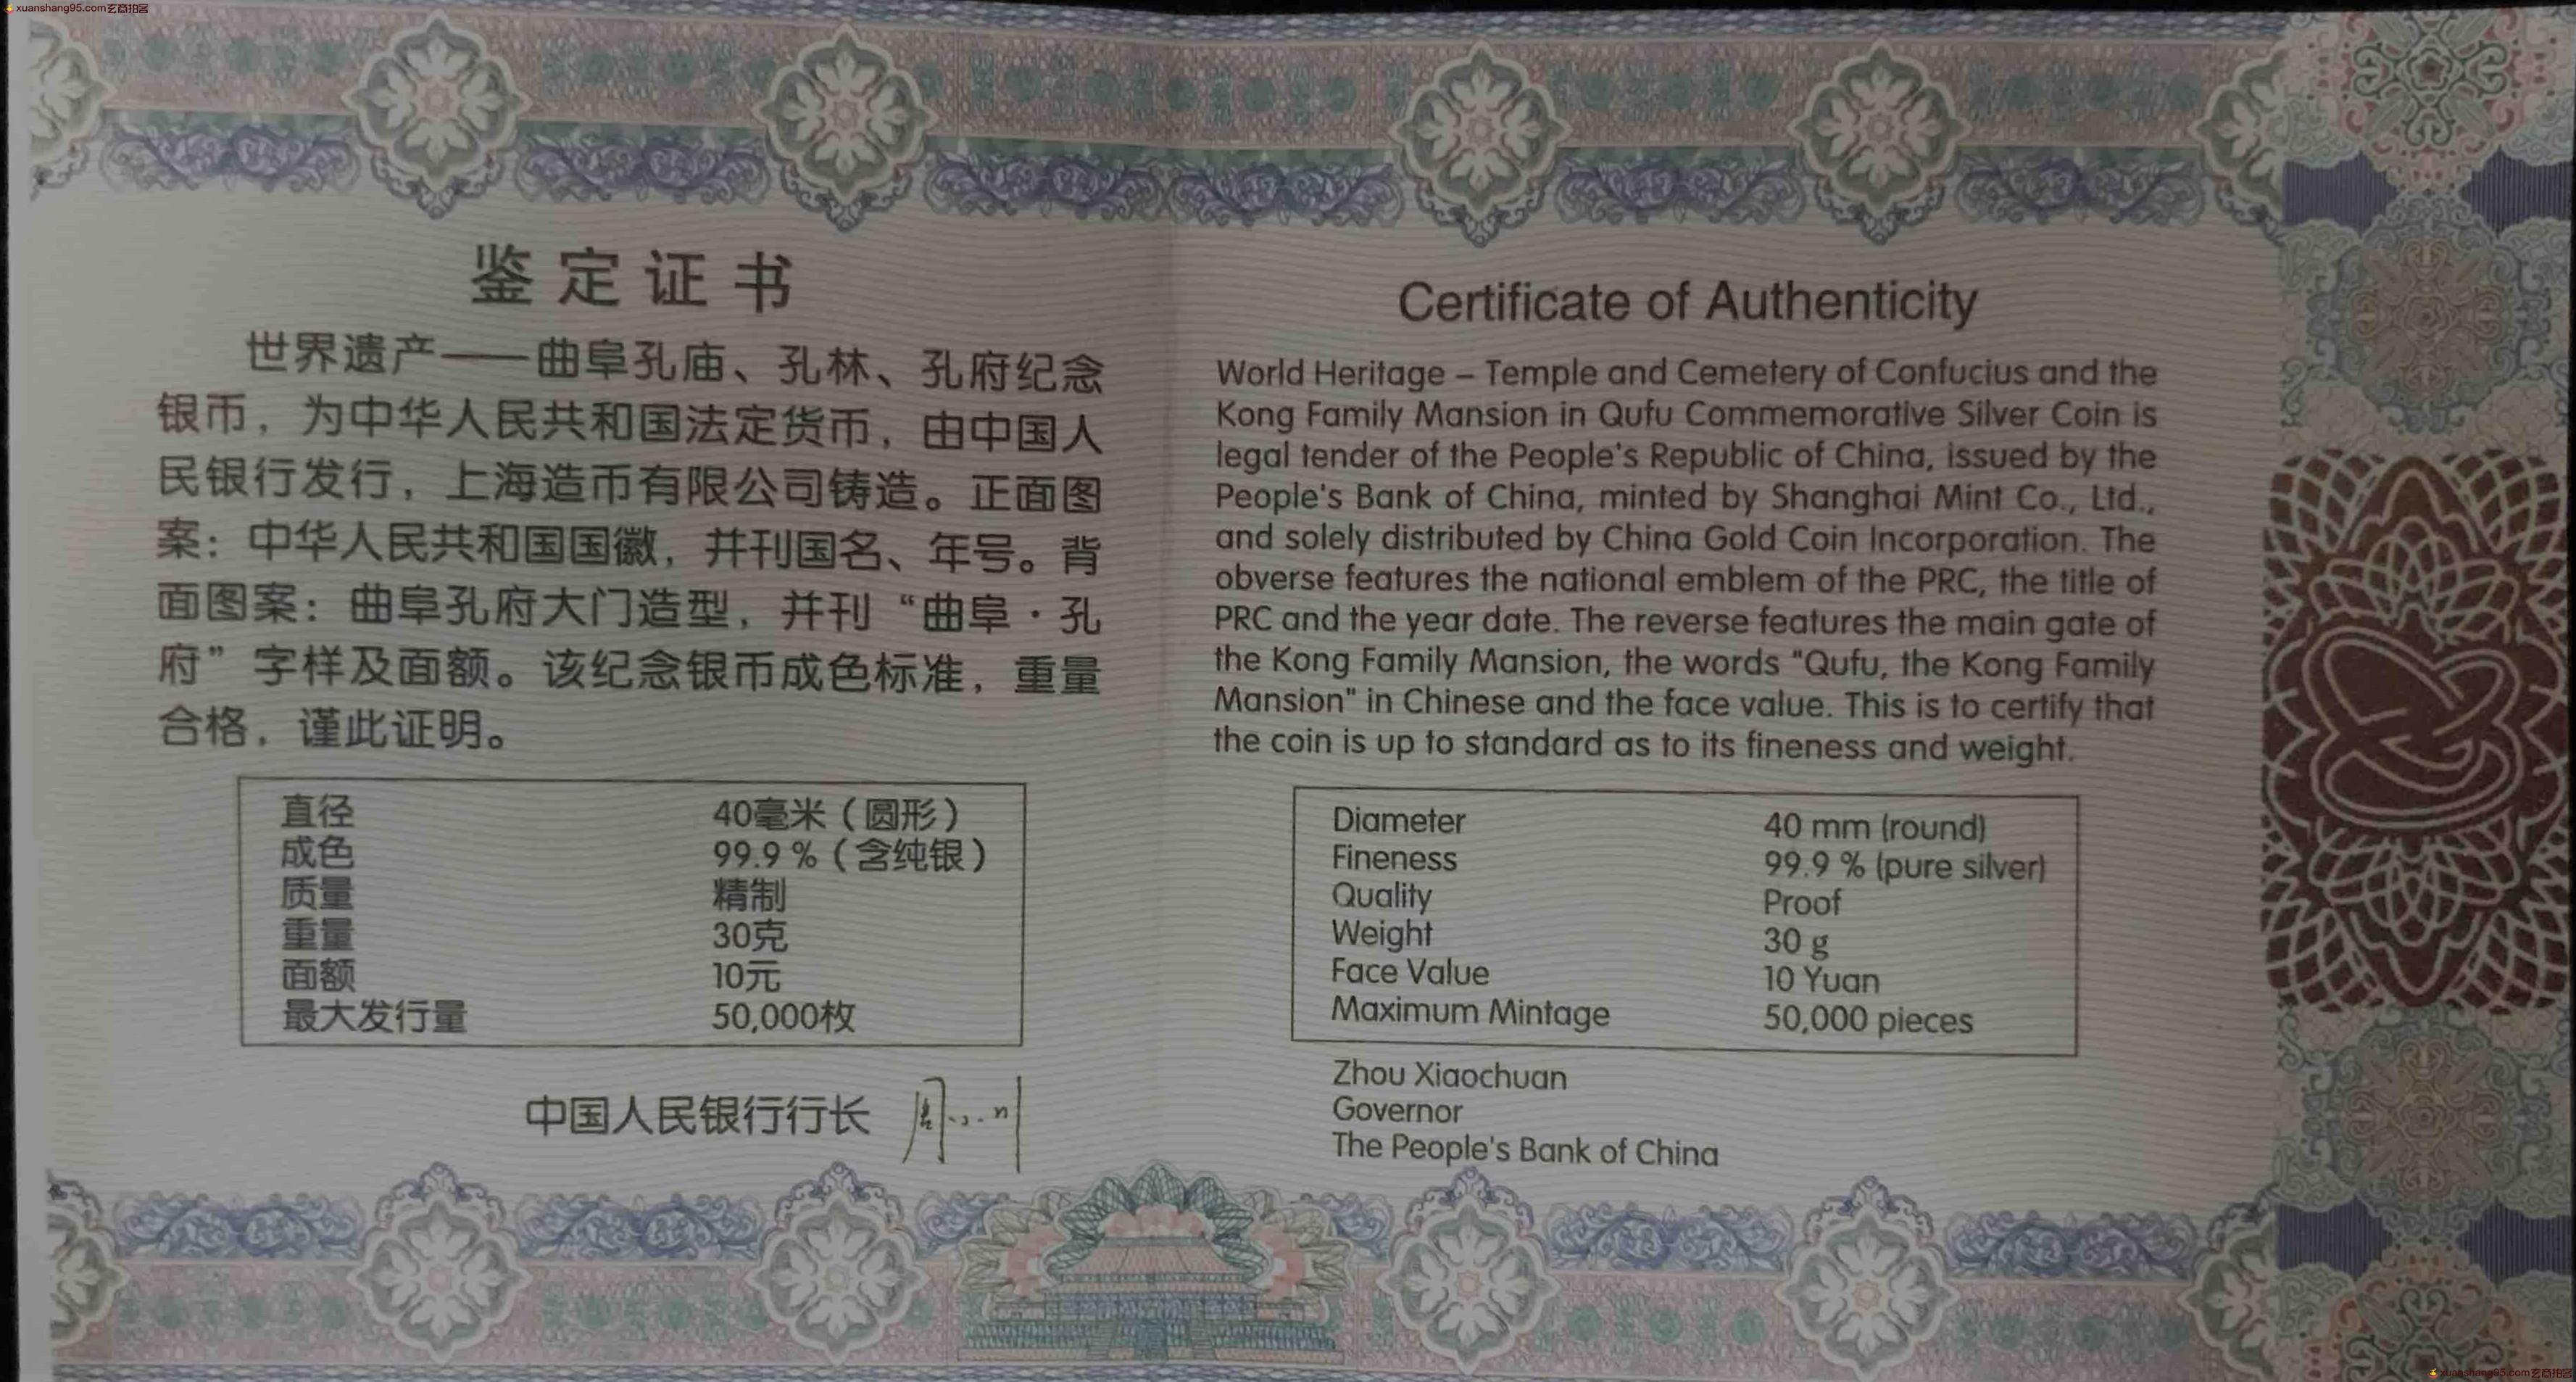 xuanshang95.com玄商拍客
鉴定证书
世界遗产——曲阜孔庙、孔林、孔府纪念
银币，为中华人民共和国法定货币，由中国人
民银行发行，上海造币有限公司铸造。正面图
案：中华人民共和国国徽，并刊国名、年号。背
面图案：曲阜孔府大门造型，并刊“曲阜·孔
府”字样及面额。该纪念银币成色标准，重量
合格，谨此证明。
直径 40毫米（圆形）
成色 99.9 %（含纯银）
质量 精制
重量 30克
面额 10元
最大发行量 50,000枚
中国人民银行行长 周小川
Certificate of Authenticity
World Heritage – Temple and Cemetery of Confucius and the
Kong Family Mansion in Qufu Commemorative Silver Coin is
legal tender of the People's Republic of China, issued by the
People's Bank of China, minted by Shanghai Mint Co., Ltd.,
and solely distributed by China Gold Coin Incorporation. The
obverse features the national emblem of the PRC, the title of
PRC and the year date. The reverse features the main gate of
the Kong Family Mansion, the words "Qufu, the Kong Family
Mansion" in Chinese and the face value. This is to certify that
the coin is up to standard as to its fineness and weight.
Diameter 40 mm (round)
Fineness 99.9 % (pure silver)
Quality Proof
Weight 30 g
Face Value 10 Yuan
Maximum Mintage 50,000 pieces
Zhou Xiaochuan
Governor
The People's Bank of China
xuanshang95.com玄商拍客